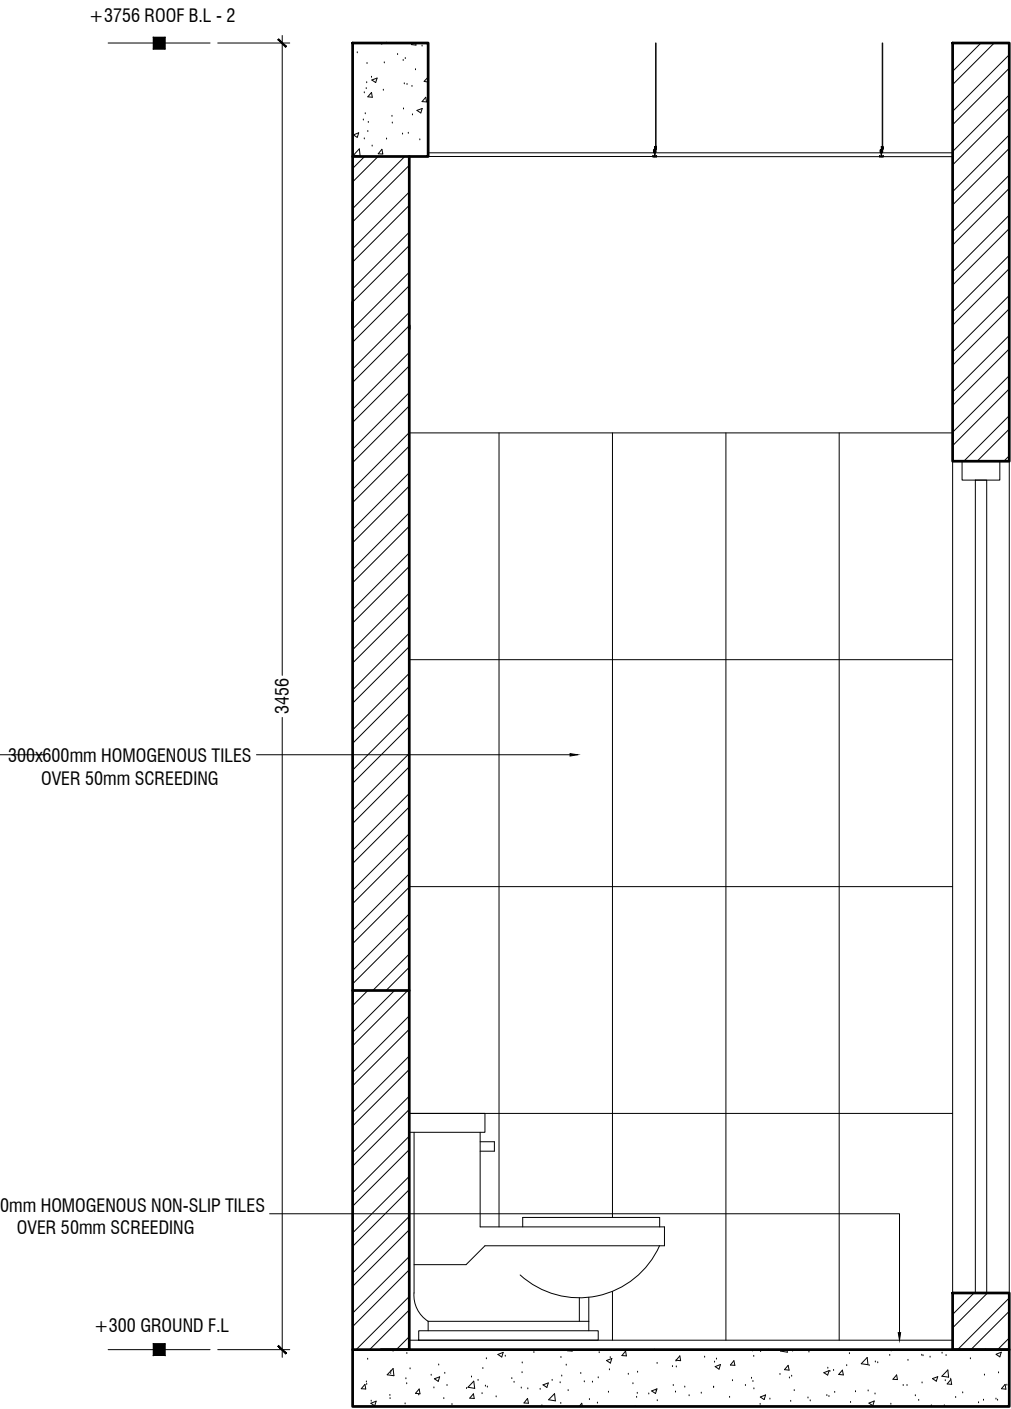 +3756 ROOF B.L - 2
3456
300x600mm HOMOGENOUS TILES
OVER 50mm SCREEDING
0mm HOMOGENOUS NON-SLIP TILES
OVER 50mm SCREEDING
+300 GROUND F.L